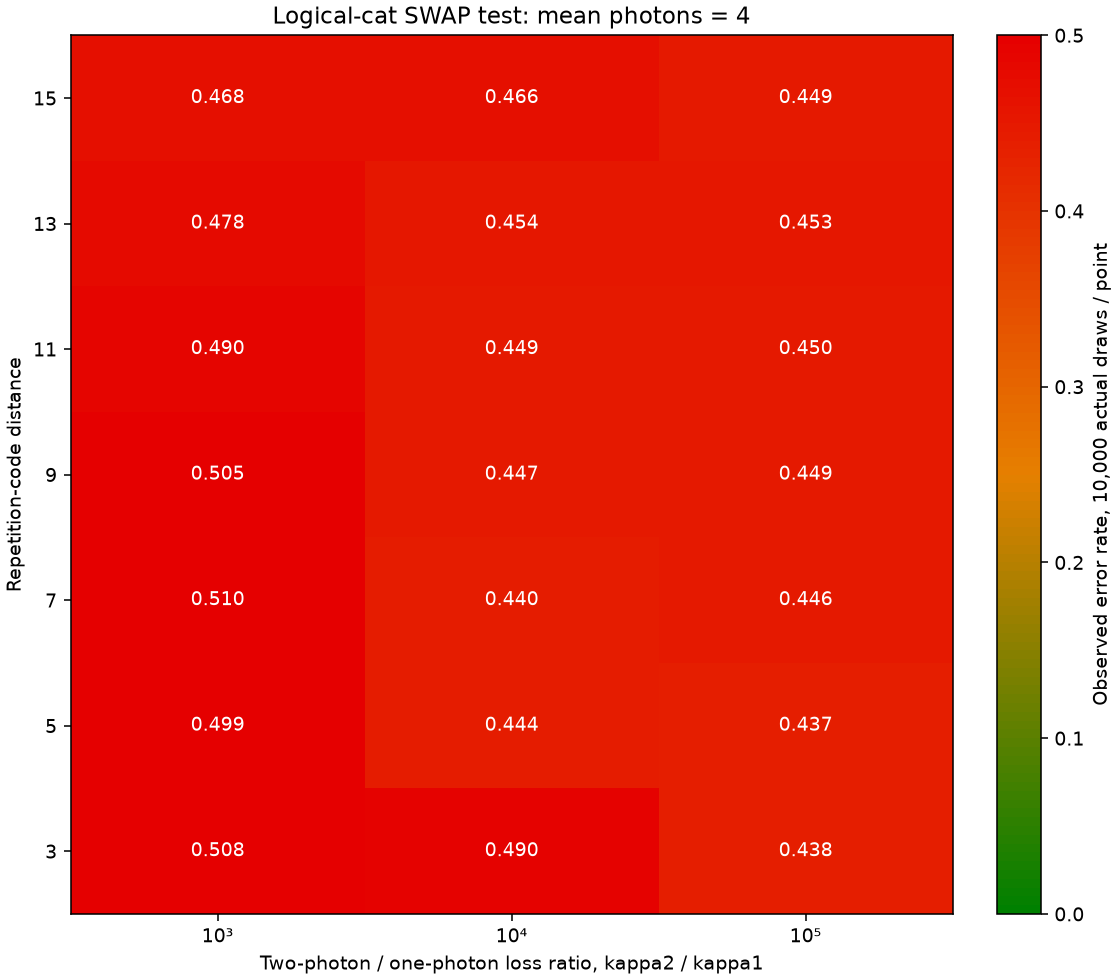 Logical-cat SWAP test: mean photons = 4
Repetition-code distance
15
13
11
9
7
5
3
0.468 0.466 0.449
0.478 0.454 0.453
0.490 0.449 0.450
0.505 0.447 0.449
0.510 0.440 0.446
0.499 0.444 0.437
0.508 0.490 0.438
10³ 10⁴ 10⁵
Two-photon / one-photon loss ratio, kappa2 / kappa1
0.5
0.4
0.3
0.2
0.1
0.0
Observed error rate, 10,000 actual draws / point